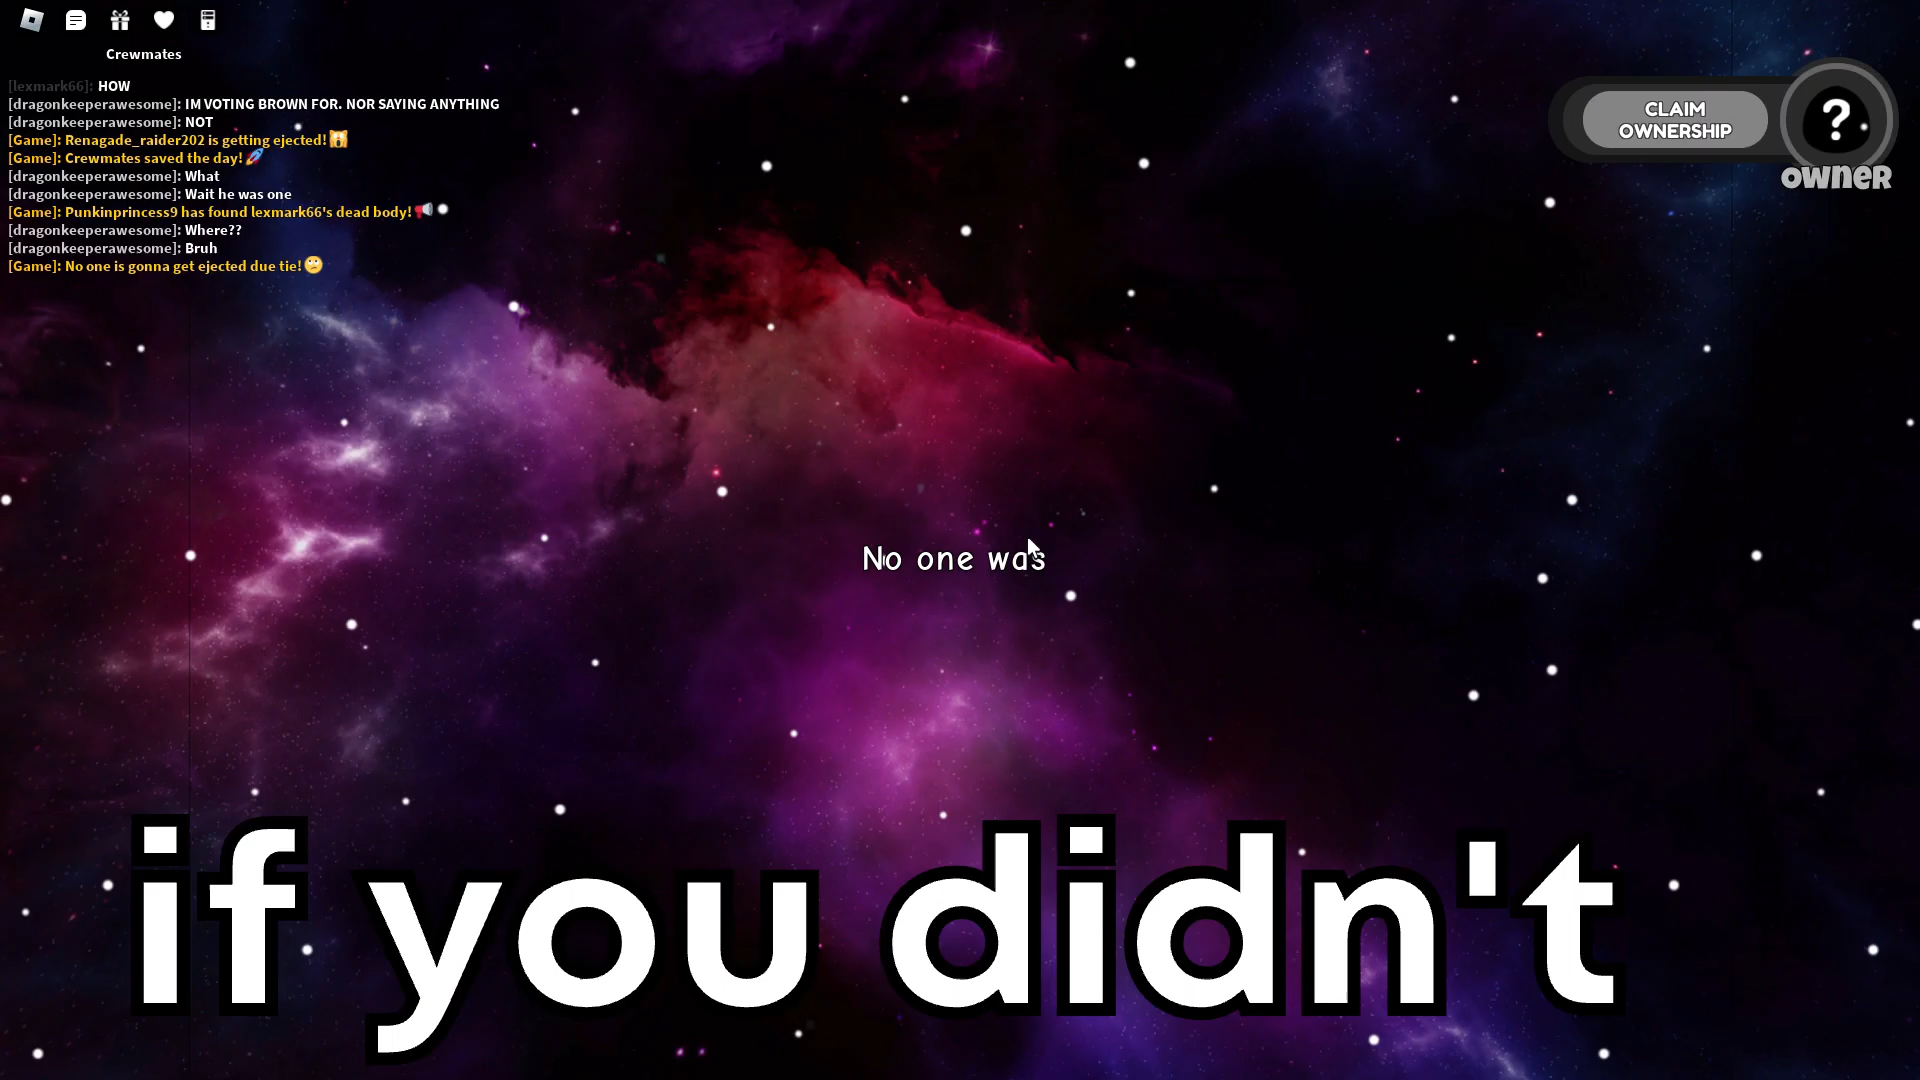 Crewmates
[lexmark66]: HOW
[dragonkeeperawesome]: IM VOTING BROWN FOR. NOR SAYING ANYTHING
[dragonkeeperawesome]: NOT
[Game]: Renagade_raider202 is getting ejected!🙀
[Game]: Crewmates saved the day!🚀
[dragonkeeperawesome]: What
[dragonkeeperawesome]: Wait he was one
[Game]: Punkinprincess9 has found lexmark66's dead body!📢
[dragonkeeperawesome]: Where??
[dragonkeeperawesome]: Bruh
[Game]: No one is gonna get ejected due tie!🙄
CLAIM
OWNERSHIP
?
OWNER
No one was
if you didn't